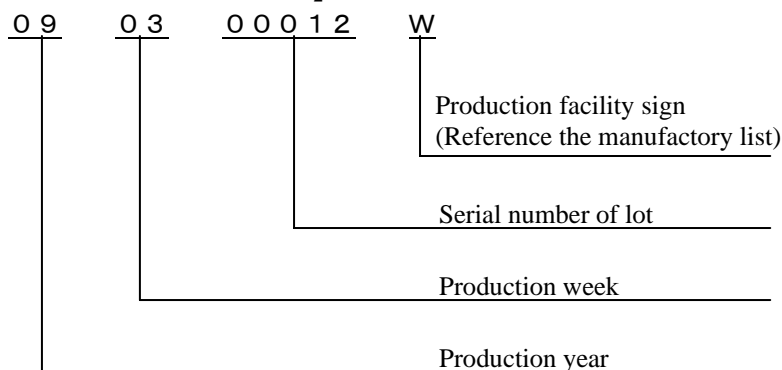 ０９ ０３ ０００１２ W
Production facility sign
(Reference the manufactory list)
Serial number of lot
Production week
Production year